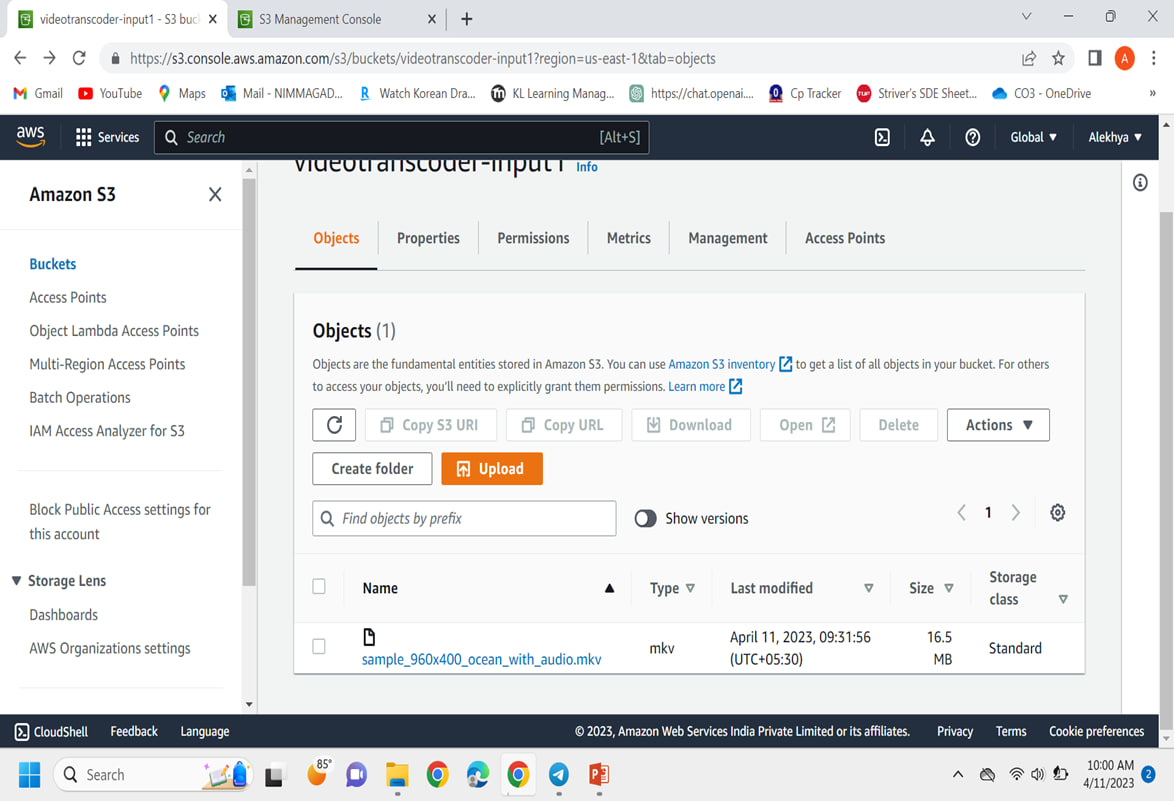 videotranscoder-input1 - S3 buc
S3 Management Console
https://s3.console.aws.amazon.com/s3/buckets/videotranscoder-input1?region=us-east-1&tab=objects
A
Gmail
YouTube
Maps
Mail - NIMMAGAD...
Watch Korean Dra...
KL Learning Manag...
https://chat.openai....
Cp Tracker
Striver's SDE Sheet...
CO3 - OneDrive
»
aws
Services
Search
[Alt+S]
Global
Alekhya
Amazon S3
Buckets
Access Points
Object Lambda Access Points
Multi-Region Access Points
Batch Operations
IAM Access Analyzer for S3
Block Public Access settings for
this account
Storage Lens
Dashboards
AWS Organizations settings
videotranscoder-input1 Info
Objects
Properties
Permissions
Metrics
Management
Access Points
Objects (1)
Objects are the fundamental entities stored in Amazon S3. You can use Amazon S3 inventory to get a list of all objects in your bucket. For others
to access your objects, you'll need to explicitly grant them permissions. Learn more
Copy S3 URI
Copy URL
Download
Open
Delete
Actions
Create folder
Upload
Find objects by prefix
Show versions
1
Name
Type
Last modified
Size
Storage
class
sample_960x400_ocean_with_audio.mkv
mkv
April 11, 2023, 09:31:56
(UTC+05:30)
16.5
MB
Standard
CloudShell
Feedback
Language
© 2023, Amazon Web Services India Private Limited or its affiliates.
Privacy
Terms
Cookie preferences
Search
85°
10:00 AM
4/11/2023
2